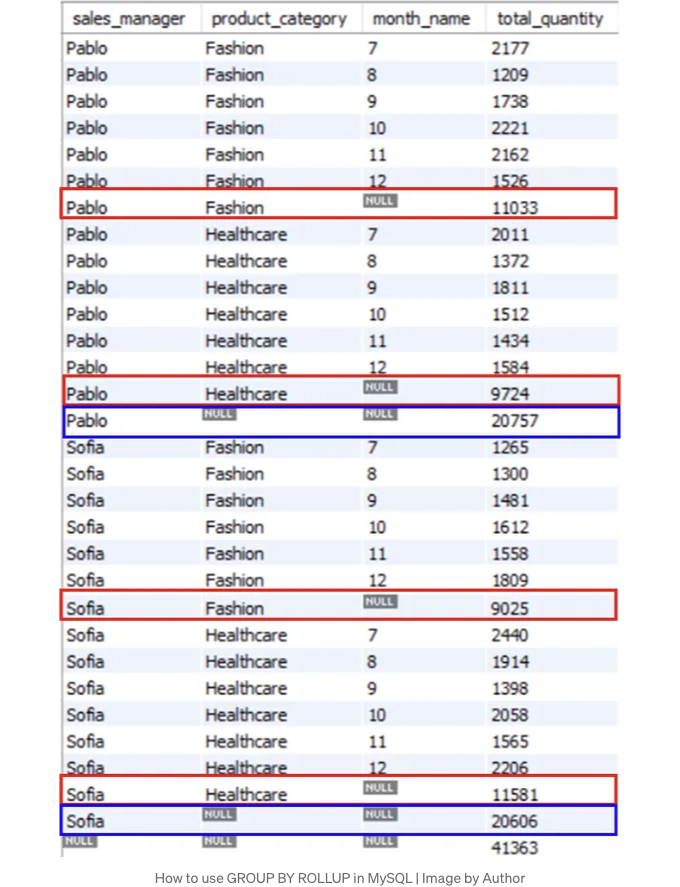 sales_manager product_category month_name total_quantity
Pablo Fashion 7 2177
Pablo Fashion 8 1209
Pablo Fashion 9 1738
Pablo Fashion 10 2221
Pablo Fashion 11 2162
Pablo Fashion 12 1526
Pablo Fashion NULL 11033
Pablo Healthcare 7 2011
Pablo Healthcare 8 1372
Pablo Healthcare 9 1811
Pablo Healthcare 10 1512
Pablo Healthcare 11 1434
Pablo Healthcare 12 1584
Pablo Healthcare NULL 9724
Pablo NULL NULL 20757
Sofia Fashion 7 1265
Sofia Fashion 8 1300
Sofia Fashion 9 1481
Sofia Fashion 10 1612
Sofia Fashion 11 1558
Sofia Fashion 12 1809
Sofia Fashion NULL 9025
Sofia Healthcare 7 2440
Sofia Healthcare 8 1914
Sofia Healthcare 9 1398
Sofia Healthcare 10 2058
Sofia Healthcare 11 1565
Sofia Healthcare 12 2206
Sofia Healthcare NULL 11581
Sofia NULL NULL 20606
NULL NULL NULL 41363
How to use GROUP BY ROLLUP in MySQL | Image by Author